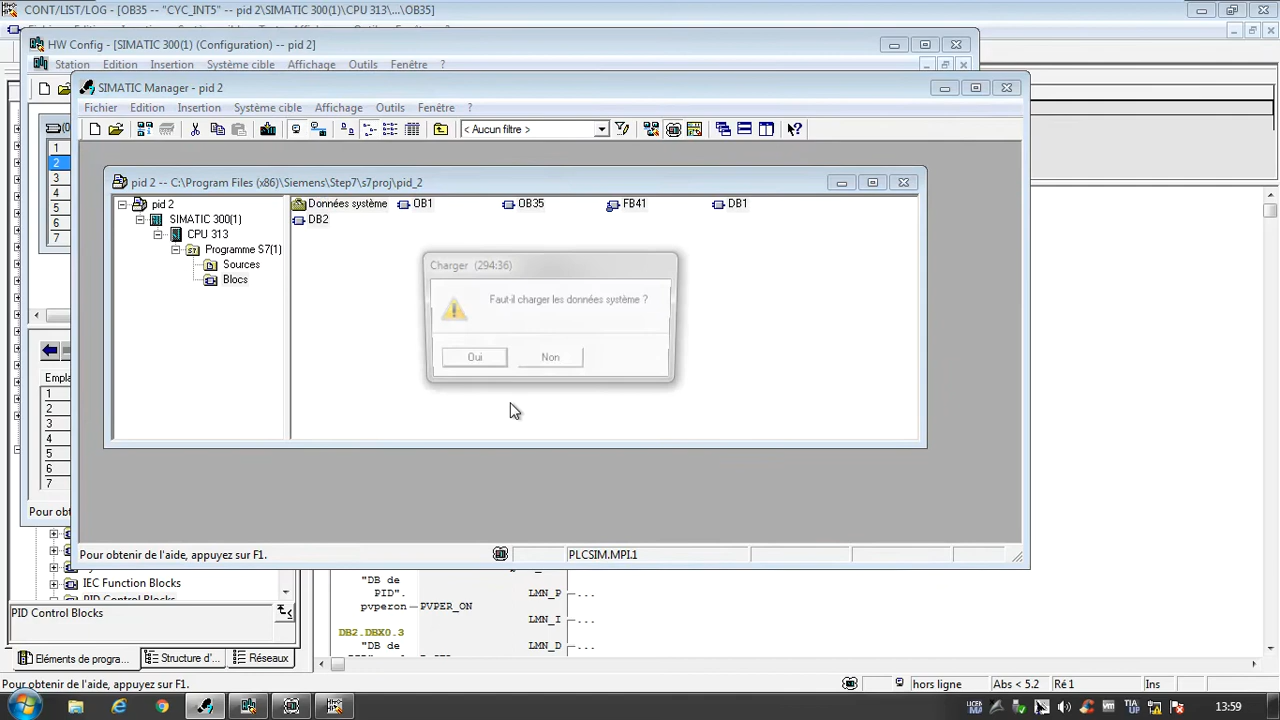 CONT/LIST/LOG - [OB35 -- "CYC_INT5" -- pid 2\SIMATIC 300(1)\CPU 313\...\OB35]
HW Config - [SIMATIC 300(1) (Configuration) -- pid 2]
Station Edition Insertion Système cible Affichage Outils Fenêtre ?
SIMATIC Manager - pid 2
Fichier Edition Insertion Système cible Affichage Outils Fenêtre ?
< Aucun filtre >
(0)
1
2
3
4
5
6
7
pid 2 -- C:\Program Files (x86)\Siemens\Step7\s7proj\pid_2
pid 2
SIMATIC 300(1)
CPU 313
Programme S7(1)
Sources
Blocs
Données système OB1 OB35 FB41 DB1
DB2
Charger (294:36)
Faut-il charger les données système ?
Oui Non
Empla
1
2
3
4
5
6
7
Pour obt
Pour obtenir de l'aide, appuyez sur F1. PLCSIM.MPI.1
IEC Function Blocks
PID Control Blocks
PID Control Blocks
Eléments de progra... Structure d'... Réseaux
"DB de
PID".
pvperon PVPER_ON
DB2.DBX0.3
"DB de
LMN_P ...
LMN_I ...
LMN_D ...
Pour obtenir de l'aide, appuyez sur F1. hors ligne Abs < 5.2 Ré 1 Ins
13:59